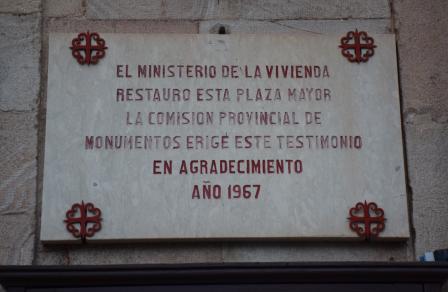 EL MINISTERIO DE LA VIVIENDA
RESTAURO ESTA PLAZA MAYOR
LA COMISION PROVINCIAL DE
MONUMENTOS ERIGE ESTE TESTIMONIO
EN AGRADECIMIENTO
AÑO 1967